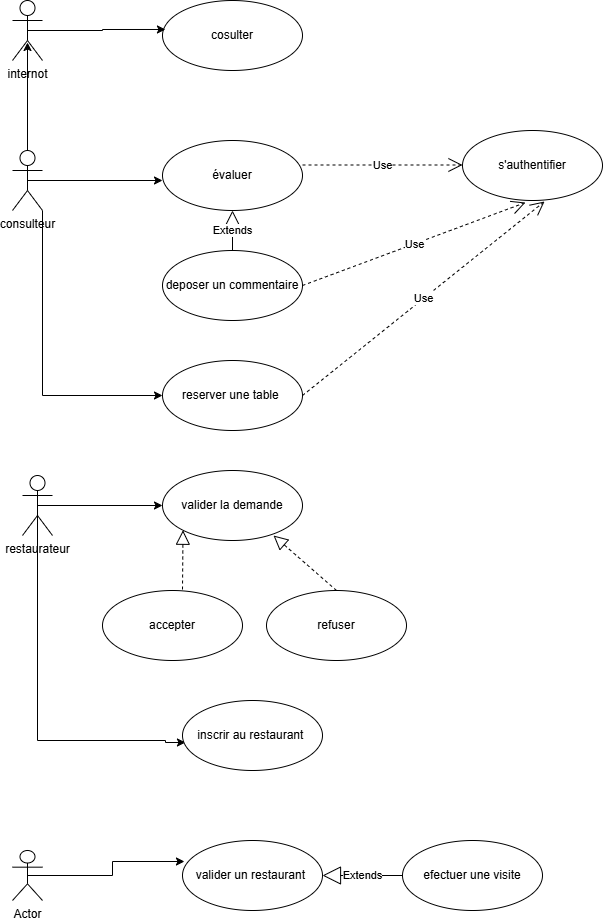 cosulter
internot
évaluer
Use
s'authentifier
consulteur
Extends
Use
deposer un commentaire
Use
reserver une table
valider la demande
restaurateur
accepter
refuser
inscrir au restaurant
valider un restaurant
Extends
efectuer une visite
Actor